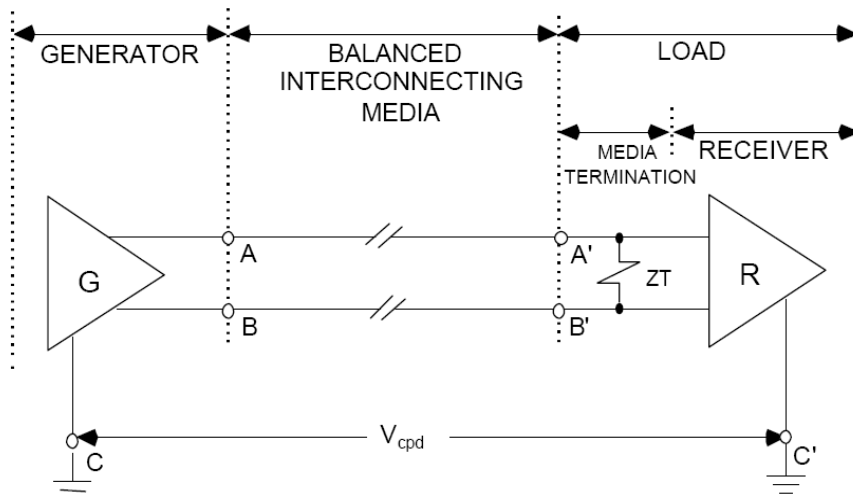 GENERATOR
BALANCED
INTERCONNECTING
MEDIA
LOAD
MEDIA
TERMINATION
RECEIVER
G
A
B
A'
B'
ZT
R
C
Vcpd
C'